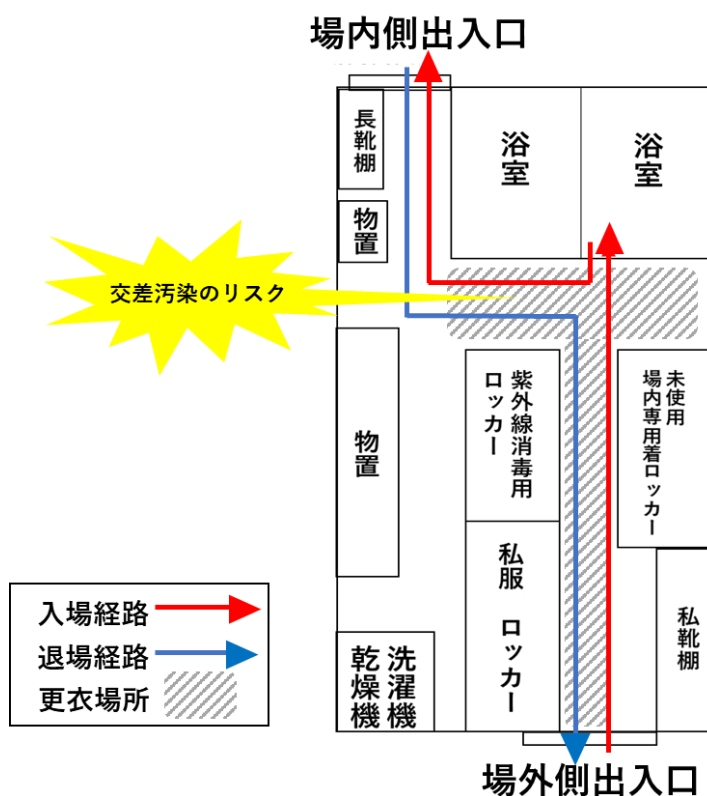 場内側出入口
長靴棚
浴室
浴室
物置
交差汚染のリスク
紫外線消毒用
ロッカー
未使用
場内専用着ロッカー
物置
私服 ロッカー
私靴棚
洗濯機
乾燥機
入場経路
退場経路
更衣場所
場外側出入口